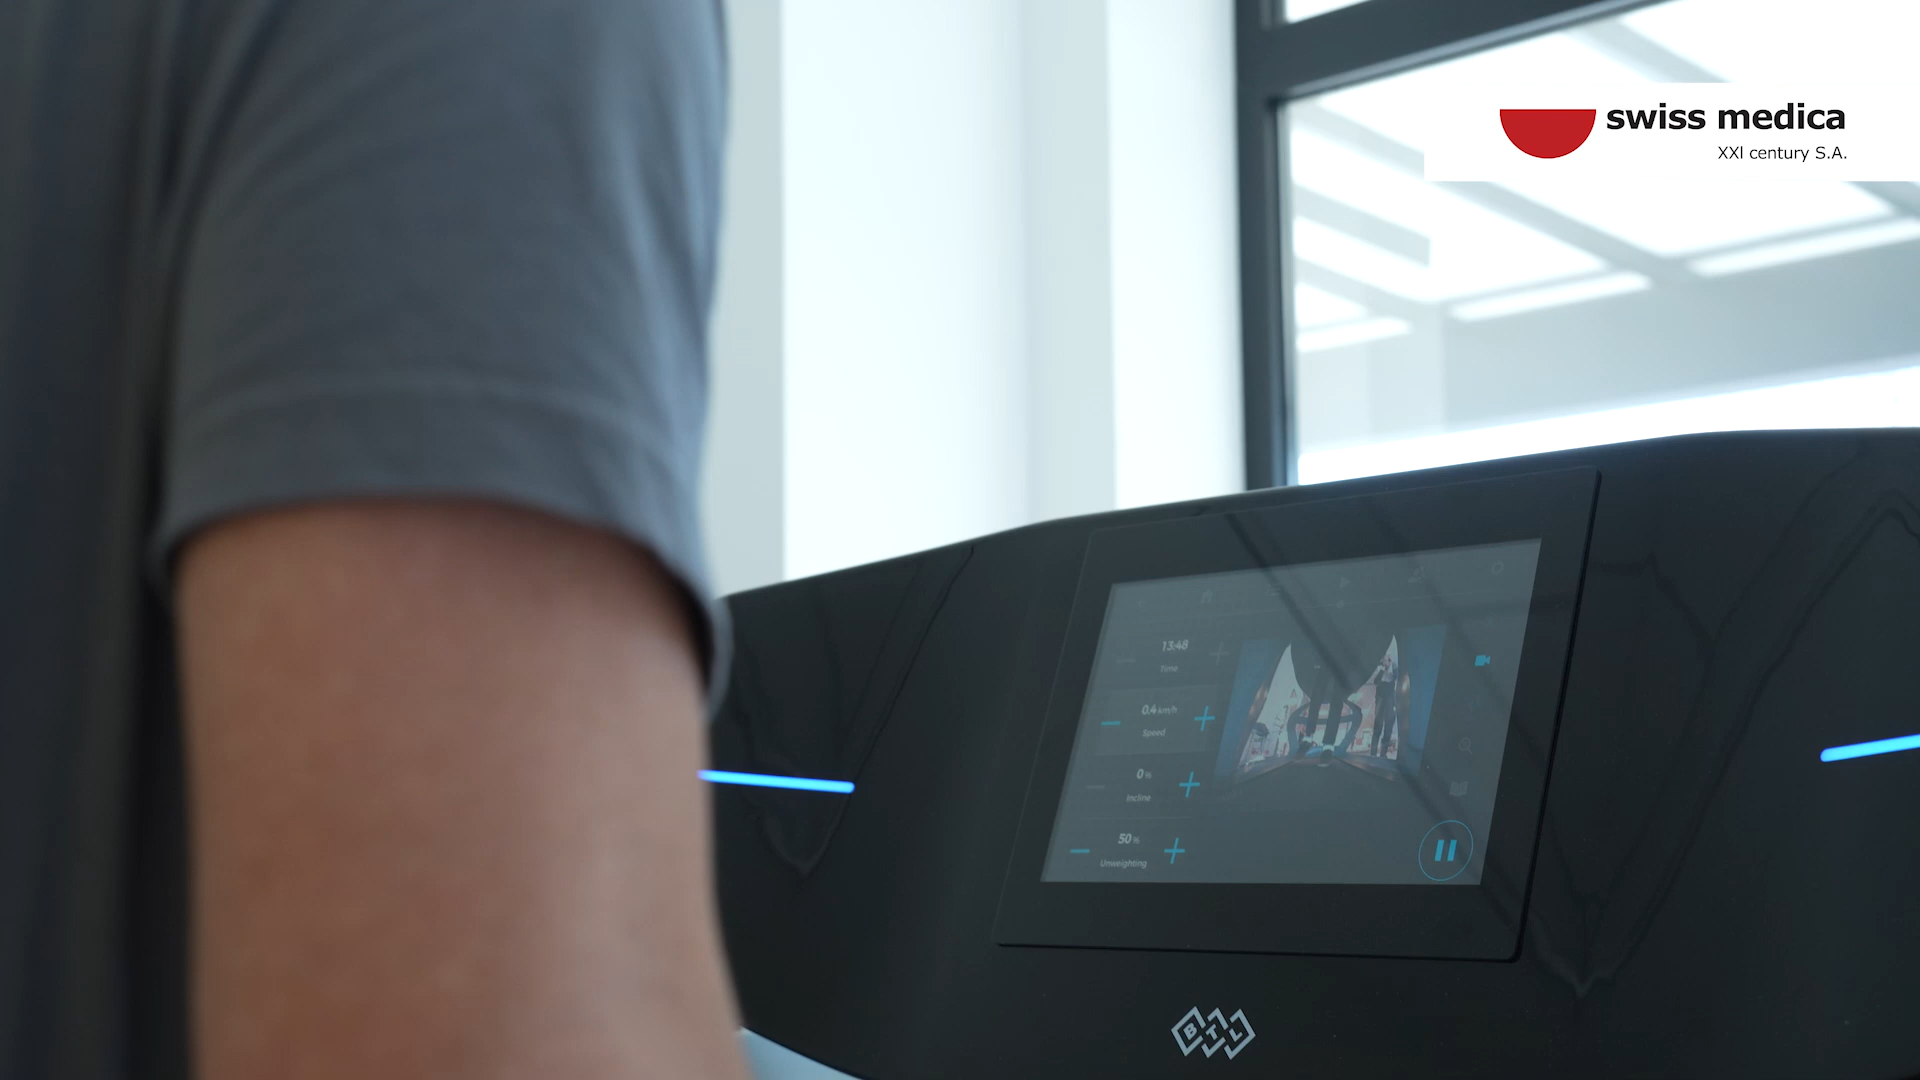 swiss medica
XXI century S.A.
13:48
Time
0.4 km/h
Speed
0 %
Incline
50 %
Unweighting
BTL